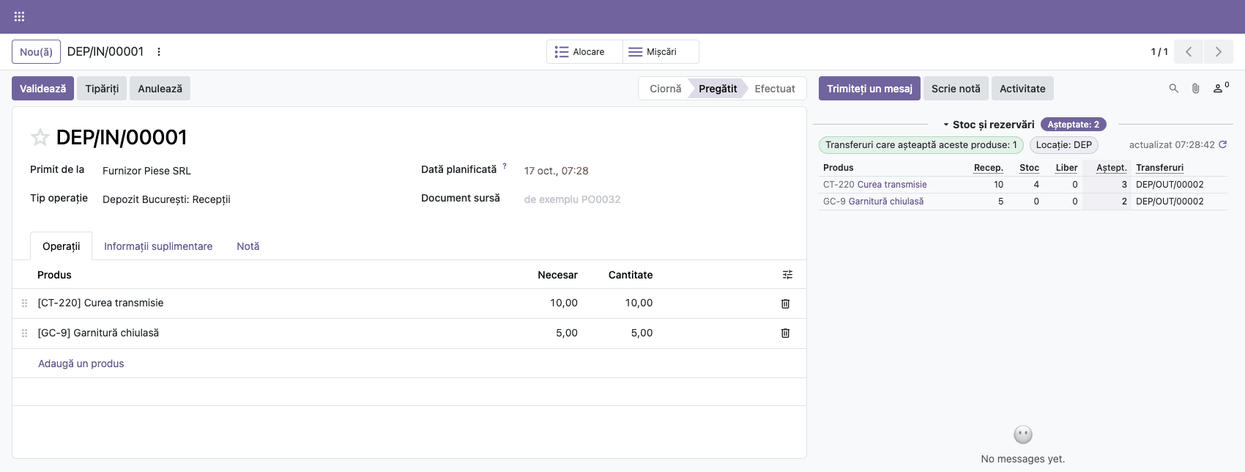 Nou(ă) DEP/IN/00001 Alocare Mișcări 1 / 1
Validează Tipăriți Anulează Ciornă Pregătit Efectuat Trimiteți un mesaj Scrie notă Activitate 0
DEP/IN/00001
Primit de la Furnizor Piese SRL Dată planificată ? 17 oct., 07:28
Tip operație Depozit București: Recepții Document sursă de exemplu PO0032
Operații Informații suplimentare Notă
Produs Necesar Cantitate
[CT-220] Curea transmisie 10,00 10,00
[GC-9] Garnitură chiulasă 5,00 5,00
Adaugă un produs
Stoc și rezervări Așteptate: 2
Transferuri care așteaptă aceste produse: 1 Locație: DEP actualizat 07:28:42
Produs Recep. Stoc Liber Aștept. Transferuri
CT-220 Curea transmisie 10 4 0 3 DEP/OUT/00002
GC-9 Garnitură chiulasă 5 0 0 2 DEP/OUT/00002
No messages yet.